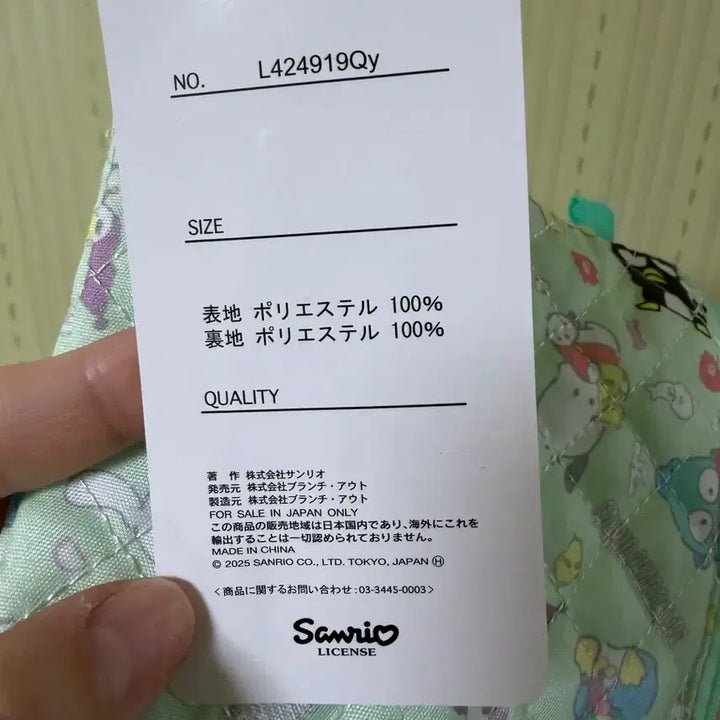 NO. L424919Qy
SIZE
表地 ポリエステル 100%
裏地 ポリエステル 100%
QUALITY
著 作 株式会社サンリオ
発売元 株式会社ブランチ・アウト
製造元 株式会社ブランチ・アウト
FOR SALE IN JAPAN ONLY
この商品の販売地域は日本国内であり、海外にこれを
輸出することは一切認められておりません。
MADE IN CHINA
© 2025 SANRIO CO., LTD. TOKYO, JAPAN Ⓗ
<商品に関するお問い合わせ:03-3445-0003>
Sanrio
LICENSE